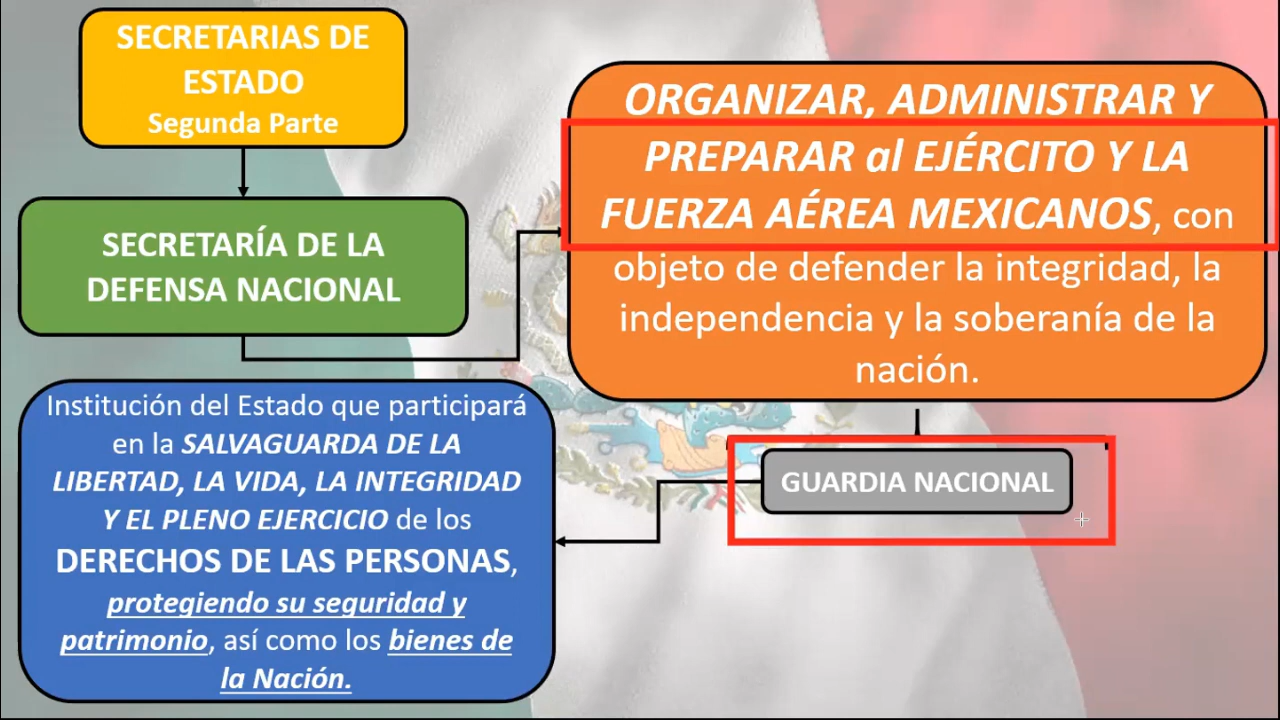 SECRETARIAS DE
ESTADO
Segunda Parte
SECRETARÍA DE LA
DEFENSA NACIONAL
ORGANIZAR, ADMINISTRAR Y
PREPARAR al EJÉRCITO Y LA
FUERZA AÉREA MEXICANOS, con
objeto de defender la integridad, la
independencia y la soberanía de la
nación.
GUARDIA NACIONAL
Institución del Estado que participará
en la SALVAGUARDA DE LA
LIBERTAD, LA VIDA, LA INTEGRIDAD
Y EL PLENO EJERCICIO de los
DERECHOS DE LAS PERSONAS,
protegiendo su seguridad y
patrimonio, así como los bienes de
la Nación.